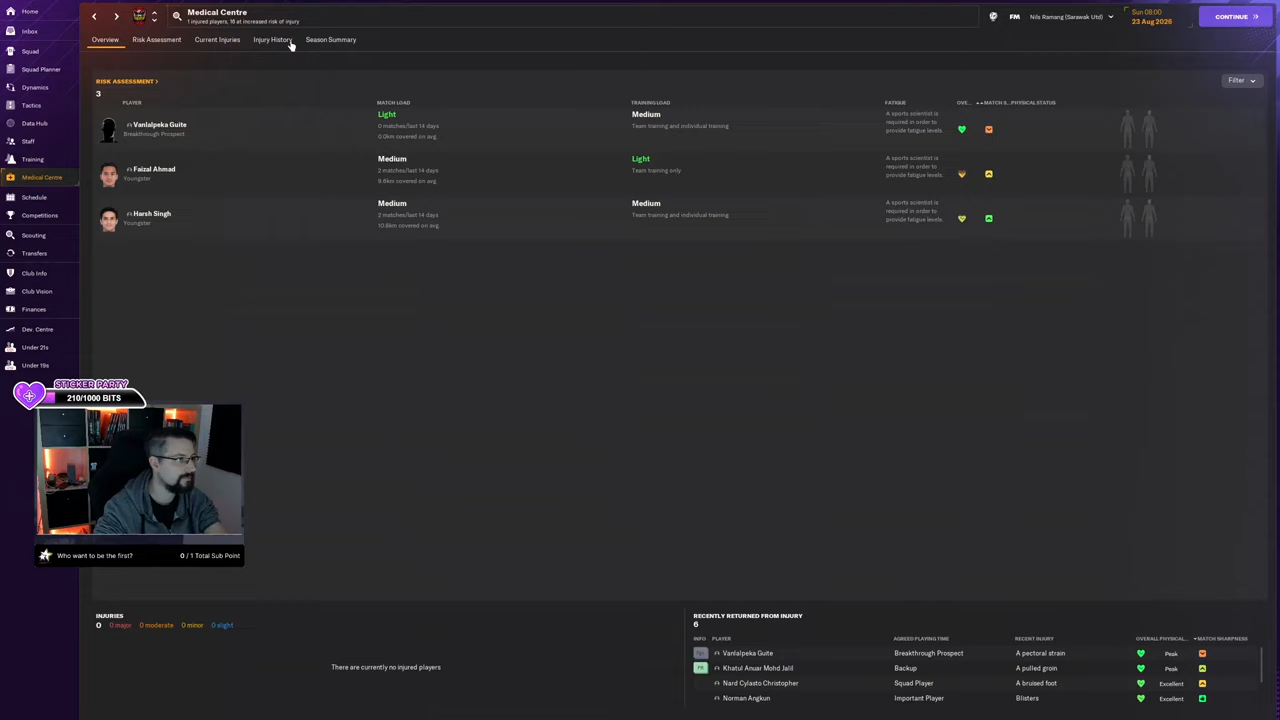 Home
Inbox
Squad
Squad Planner
Dynamics
Tactics
Data Hub
Staff
Training
Medical Centre
Schedule
Competitions
Scouting
Transfers
Club Info
Club Vision
Finances
Dev. Centre
Under 21s
Under 19s
Medical Centre
1 injured players, 16 at increased risk of injury
FM
Nils Ramang (Sarawak Utd)
Sun 08:00
23 Aug 2026
CONTINUE
Overview
Risk Assessment
Current Injuries
Injury History
Season Summary
RISK ASSESSMENT >
3
Filter
PLAYER
MATCH LOAD
TRAINING LOAD
FATIGUE
OVE...
MATCH S...
PHYSICAL STATUS
Vanlalpeka Guite
Breakthrough Prospect
Light
0 matches/last 14 days
0.0km covered on avg.
Medium
Team training and individual training
A sports scientist is
required in order to
provide fatigue levels.
Faizal Ahmad
Youngster
Medium
2 matches/last 14 days
9.6km covered on avg.
Light
Team training only
A sports scientist is
required in order to
provide fatigue levels.
Harsh Singh
Youngster
Medium
2 matches/last 14 days
10.8km covered on avg.
Medium
Team training and individual training
A sports scientist is
required in order to
provide fatigue levels.
STICKER PARTY
210/1000 BITS
Who want to be the first?
0 / 1 Total Sub Point
INJURIES
0
0 major
0 moderate
0 minor
0 slight
There are currently no injured players
RECENTLY RETURNED FROM INJURY
6
INFO
PLAYER
AGREED PLAYING TIME
RECENT INJURY
OVERALL PHYSICAL...
MATCH SHARPNESS
Vanlalpeka Guite
Breakthrough Prospect
A pectoral strain
Peak
PR
Khatul Anuar Mohd Jalil
Backup
A pulled groin
Peak
Nard Cylasto Christopher
Squad Player
A bruised foot
Excellent
Norman Angkun
Important Player
Blisters
Excellent